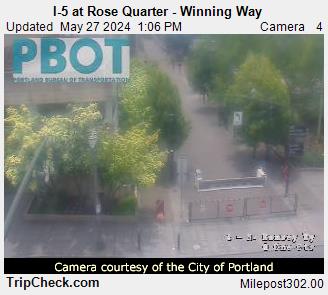 I-5 at Rose Quarter - Winning Way
Updated May 27 2024 1:06 PM Camera 4
PBOT
PORTLAND BUREAU OF TRANSPORTATION
Camera courtesy of the City of Portland
TripCheck.com Milepost302.00